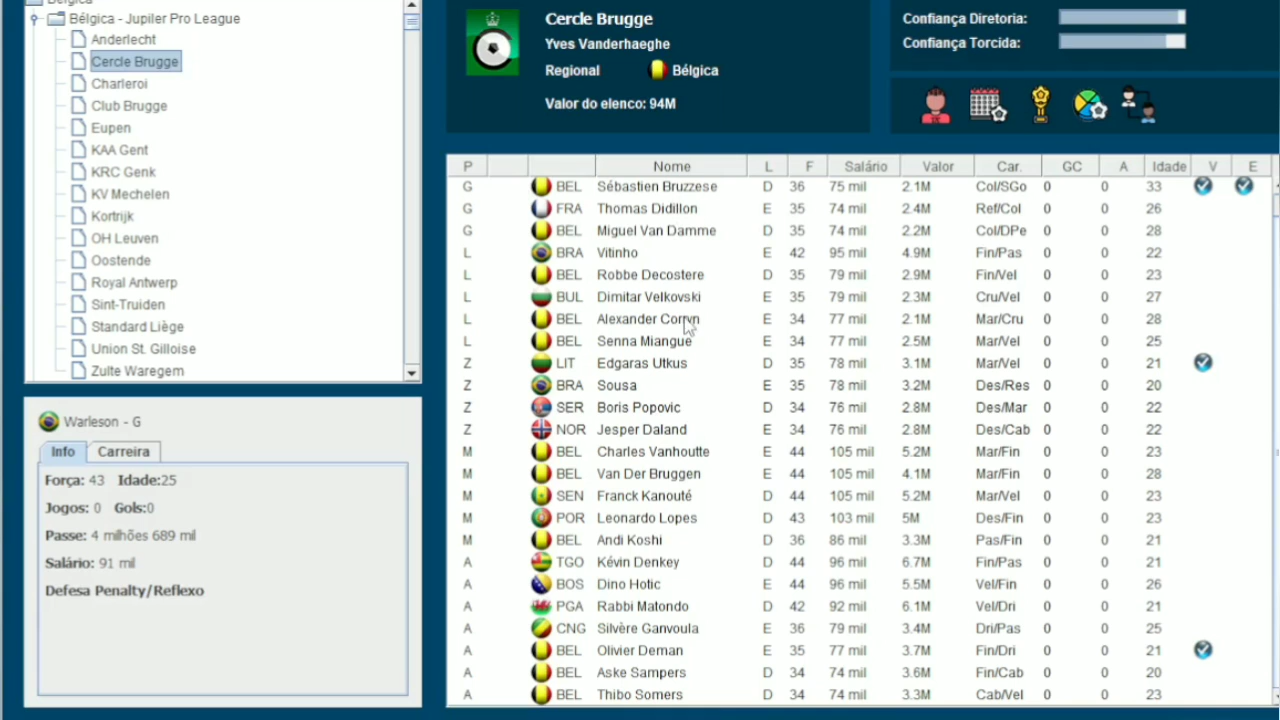 Bélgica
Bélgica - Jupiler Pro League
Anderlecht
Cercle Brugge
Charleroi
Club Brugge
Eupen
KAA Gent
KRC Genk
KV Mechelen
Kortrijk
OH Leuven
Oostende
Royal Antwerp
Sint-Truiden
Standard Liège
Union St. Gilloise
Zulte Waregem
Warleson - G
Info Carreira
Força: 43 Idade:25
Jogos: 0 Gols:0
Passe: 4 milhões 689 mil
Salário: 91 mil
Defesa Penalty/Reflexo
Cercle Brugge
Yves Vanderhaeghe
Regional Bélgica
Valor do elenco: 94M
Confiança Diretoria:
Confiança Torcida:
P Nome L F Salário Valor Car. GC A Idade V E
G BEL Sébastien Bruzzese D 36 75 mil 2.1M Col/SGo 0 0 33
G FRA Thomas Didillon E 35 74 mil 2.4M Ref/Col 0 0 26
G BEL Miguel Van Damme D 35 74 mil 2.2M Col/DPe 0 0 28
L BRA Vitinho E 42 95 mil 4.9M Fin/Pas 0 0 22
L BEL Robbe Decostere D 35 79 mil 2.9M Fin/Vel 0 0 23
L BUL Dimitar Velkovski E 35 79 mil 2.3M Cru/Vel 0 0 27
L BEL Alexander Corryn E 34 77 mil 2.1M Mar/Cru 0 0 28
L BEL Senna Miangue E 34 77 mil 2.5M Mar/Vel 0 0 25
Z LIT Edgaras Utkus D 35 78 mil 3.1M Mar/Vel 0 0 21
Z BRA Sousa E 35 78 mil 3.2M Des/Res 0 0 20
Z SER Boris Popovic D 34 76 mil 2.8M Des/Mar 0 0 22
Z NOR Jesper Daland E 34 76 mil 2.8M Des/Cab 0 0 22
M BEL Charles Vanhoutte E 44 105 mil 5.2M Mar/Fin 0 0 23
M BEL Van Der Bruggen E 44 105 mil 4.1M Mar/Fin 0 0 28
M SEN Franck Kanouté D 44 105 mil 5.2M Mar/Vel 0 0 23
M POR Leonardo Lopes D 43 103 mil 5M Des/Fin 0 0 23
M BEL Andi Koshi D 36 86 mil 3.3M Pas/Fin 0 0 21
A TGO Kévin Denkey D 44 96 mil 6.7M Fin/Pas 0 0 21
A BOS Dino Hotic E 44 96 mil 5.5M Vel/Fin 0 0 26
A PGA Rabbi Matondo D 42 92 mil 6.1M Vel/Dri 0 0 21
A CNG Silvère Ganvoula E 36 79 mil 3.4M Dri/Pas 0 0 25
A BEL Olivier Deman E 35 77 mil 3.7M Fin/Dri 0 0 21
A BEL Aske Sampers D 34 74 mil 3.6M Fin/Cab 0 0 20
A BEL Thibo Somers D 34 74 mil 3.3M Cab/Vel 0 0 23